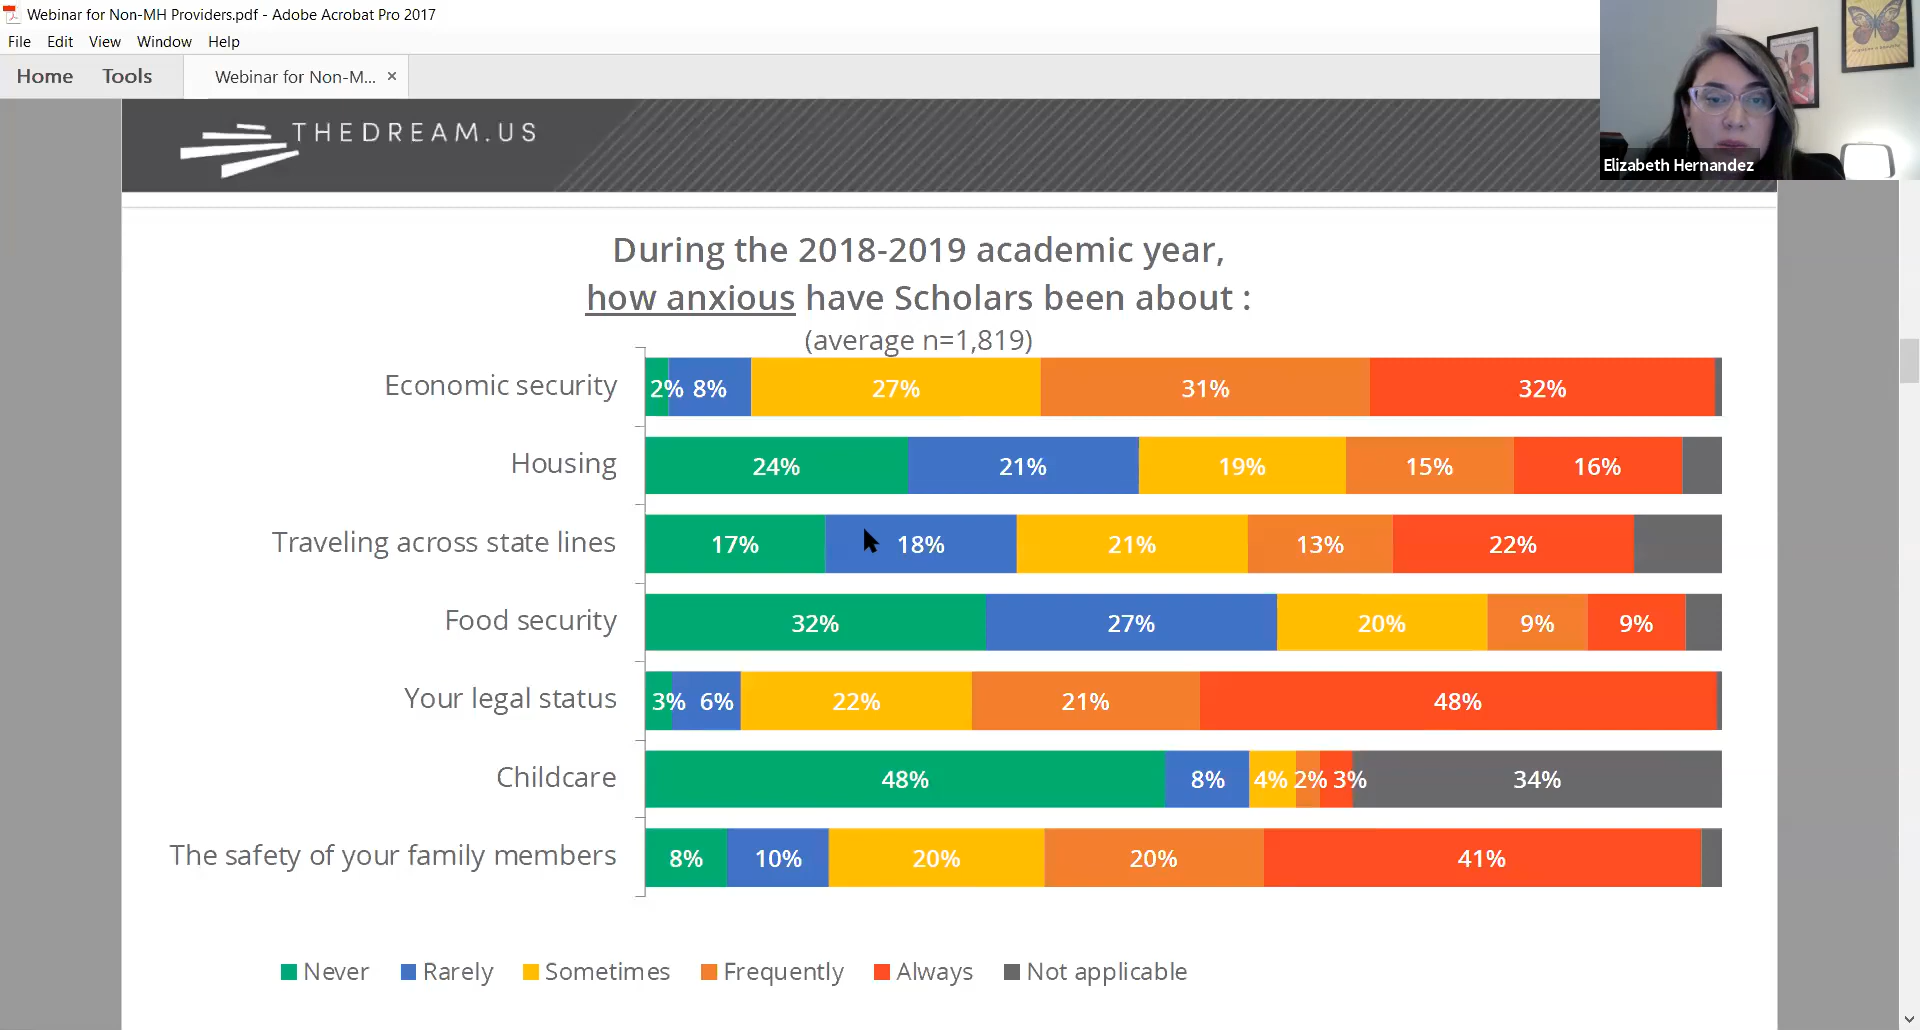 Webinar for Non-MH Providers.pdf - Adobe Acrobat Pro 2017
File Edit View Window Help
Home Tools Webinar for Non-M... ×
THEDREAM.US
Elizabeth Hernandez
During the 2018-2019 academic year,
how anxious have Scholars been about :
(average n=1,819)
Economic security 2% 8% 27% 31% 32%
Housing 24% 21% 19% 15% 16%
Traveling across state lines 17% 18% 21% 13% 22%
Food security 32% 27% 20% 9% 9%
Your legal status 3% 6% 22% 21% 48%
Childcare 48% 8% 4% 2% 3% 34%
The safety of your family members 8% 10% 20% 20% 41%
Never Rarely Sometimes Frequently Always Not applicable